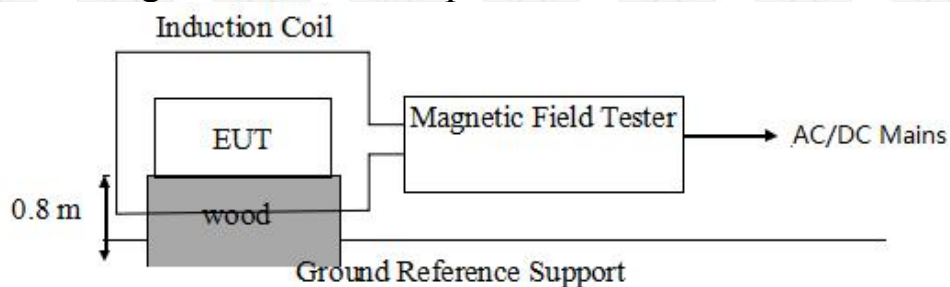 Induction Coil
EUT
Magnetic Field Tester
AC/DC Mains
0.8 m
wood
Ground Reference Support